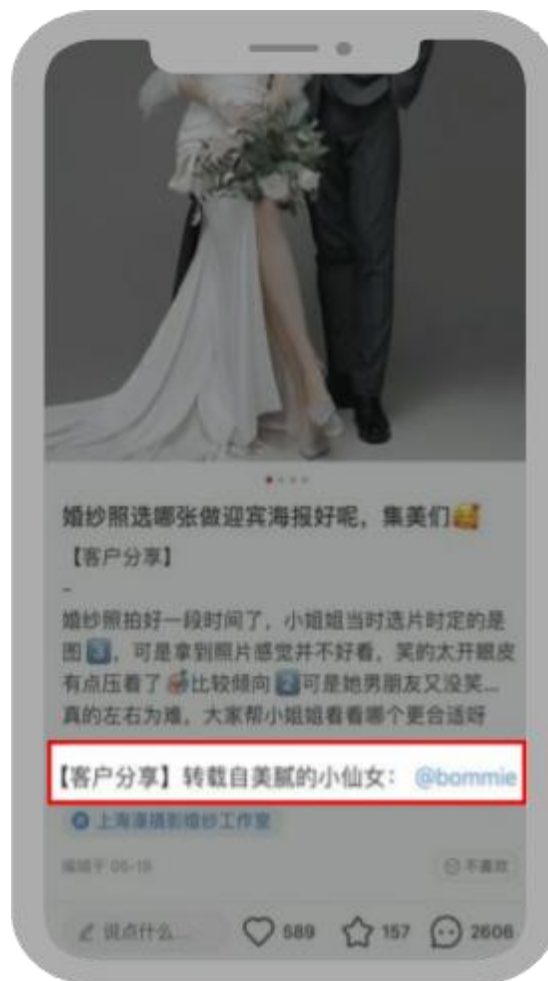 婚纱照选哪张做迎宾海报好呢，集美们🥰
【客户分享】
-
婚纱照拍好一段时间了，小姐姐当时选片时定的是
图3️⃣，可是拿到照片感觉并不好看，笑的太开眼皮
有点压着了🥣比较倾向2️⃣可是她男朋友又没笑...
真的左右为难，大家帮小姐姐看看哪个更合适呀
【客户分享】转载自美腻的小仙女：@bommie
上海漫摄影婚纱工作室
编辑于 05-19
不喜欢
说点什么...
589
157
2606